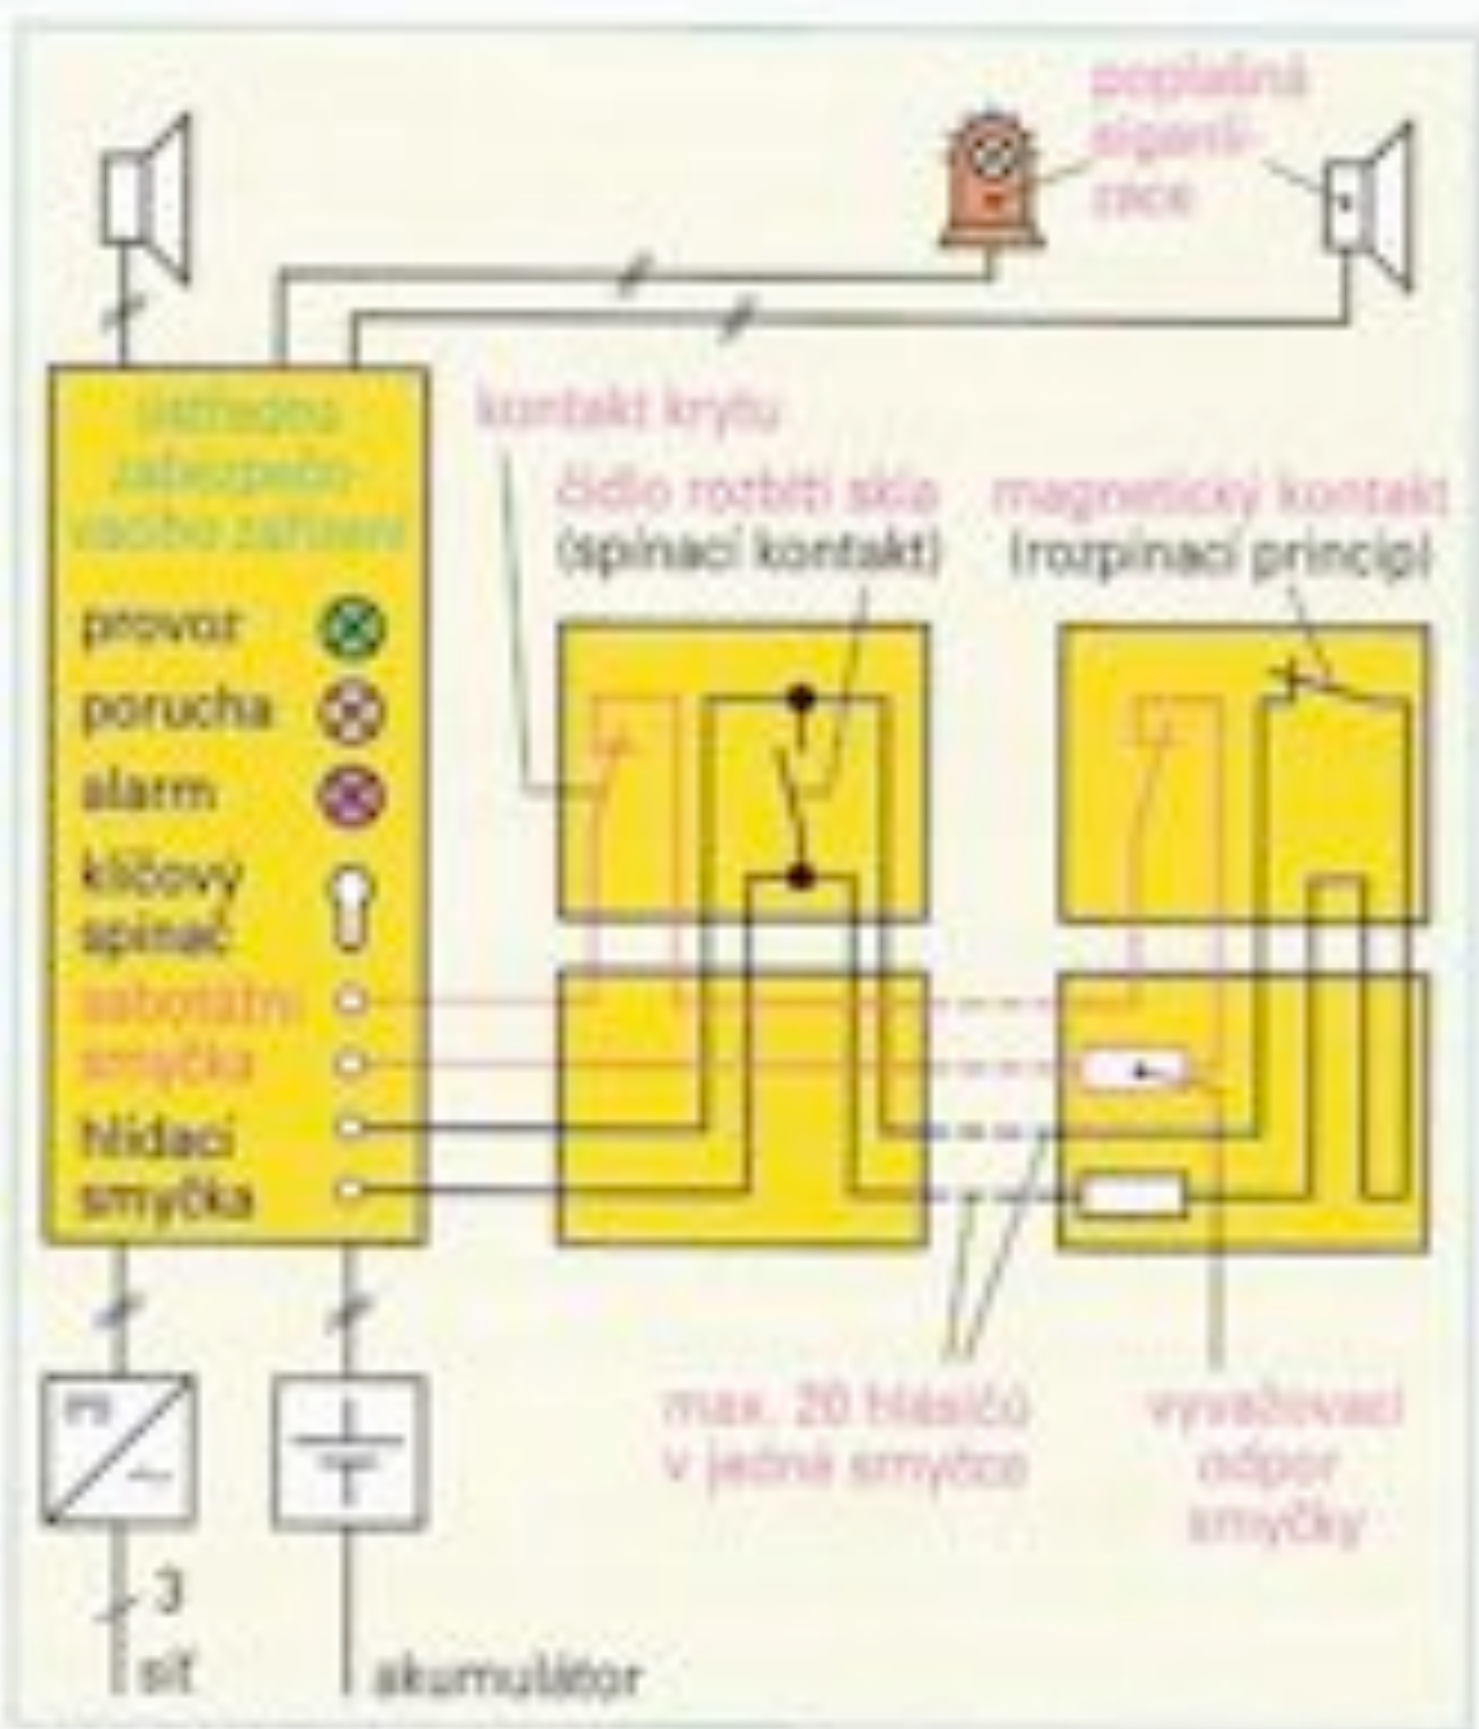 poplašná
signali-
zace
kontakt krytu
čidlo rozbití skla
(spínací kontakt)
magnetický kontakt
(rozpínací princip)
ústředna
zabezpečo-
vacího zařízení
provoz
porucha
alarm
klíčový
spínač
sabotážní
smyčka
hlídací
smyčka
max. 20 hlásičů
v jedné smyčce
vyvažovací
odpor
smyčky
3
síť
akumulátor